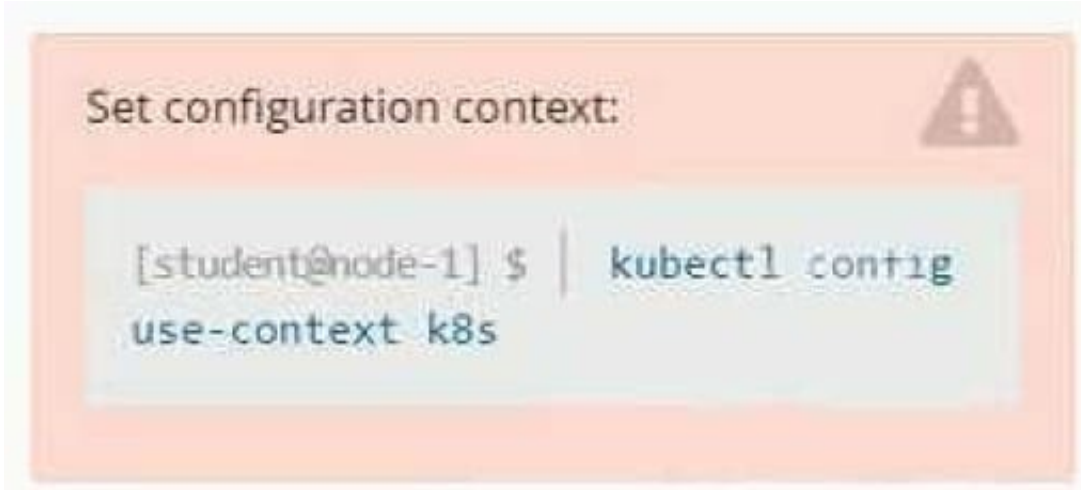 Set configuration context:
[student@node-1] $ | kubectl config
use-context k8s